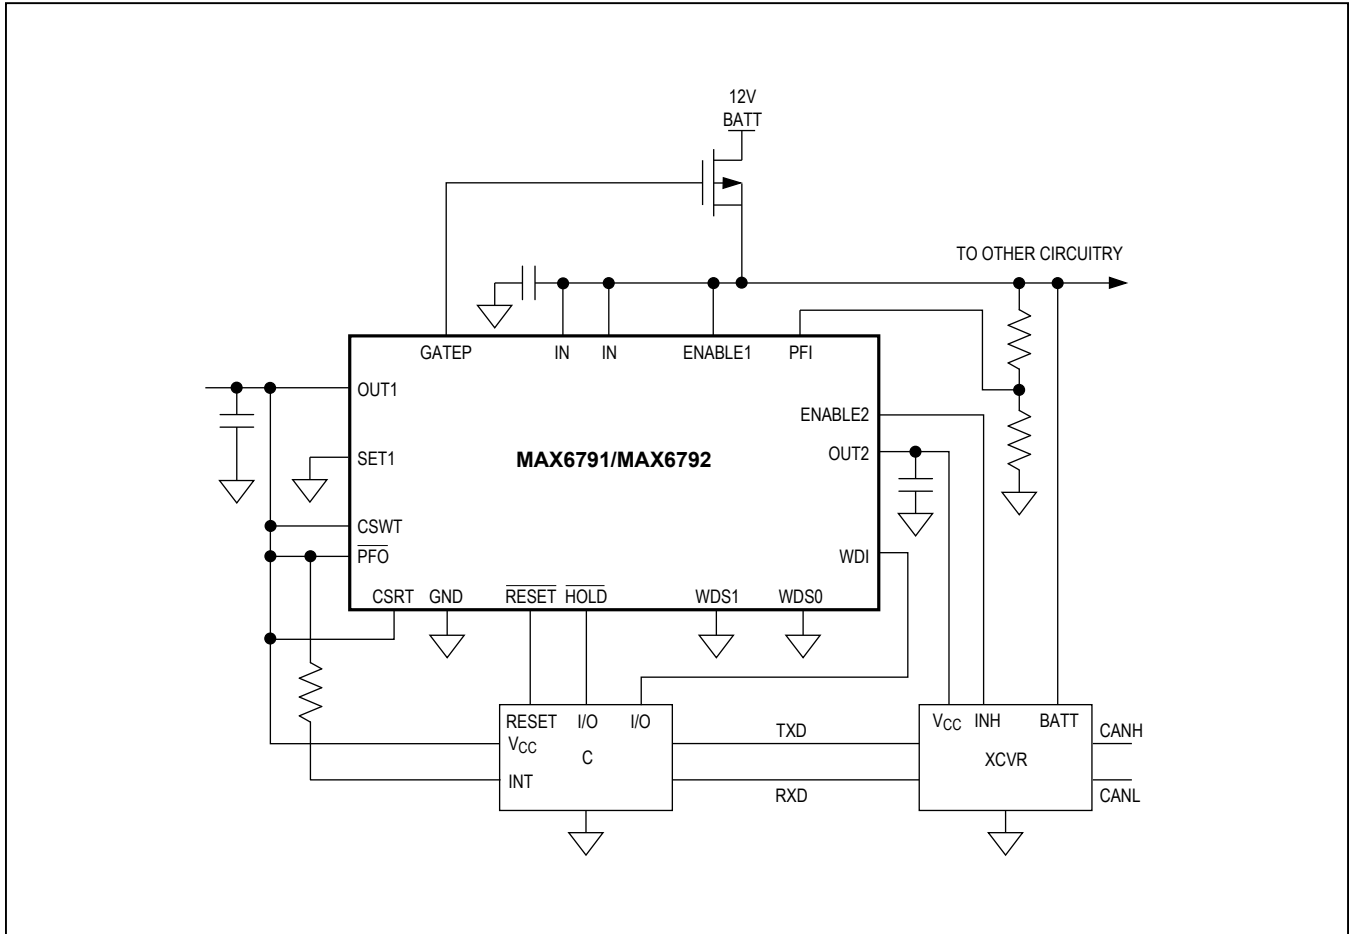 12V
BATT
TO OTHER CIRCUITRY
GATEP
IN
IN
ENABLE1
PFI
OUT1
ENABLE2
OUT2
SET1
MAX6791/MAX6792
CSWT
PFO
WDI
CSRT
GND
RESET
HOLD
WDS1
WDS0
RESET
I/O
I/O
VCC
C
INT
TXD
RXD
VCC
INH
BATT
XCVR
CANH
CANL